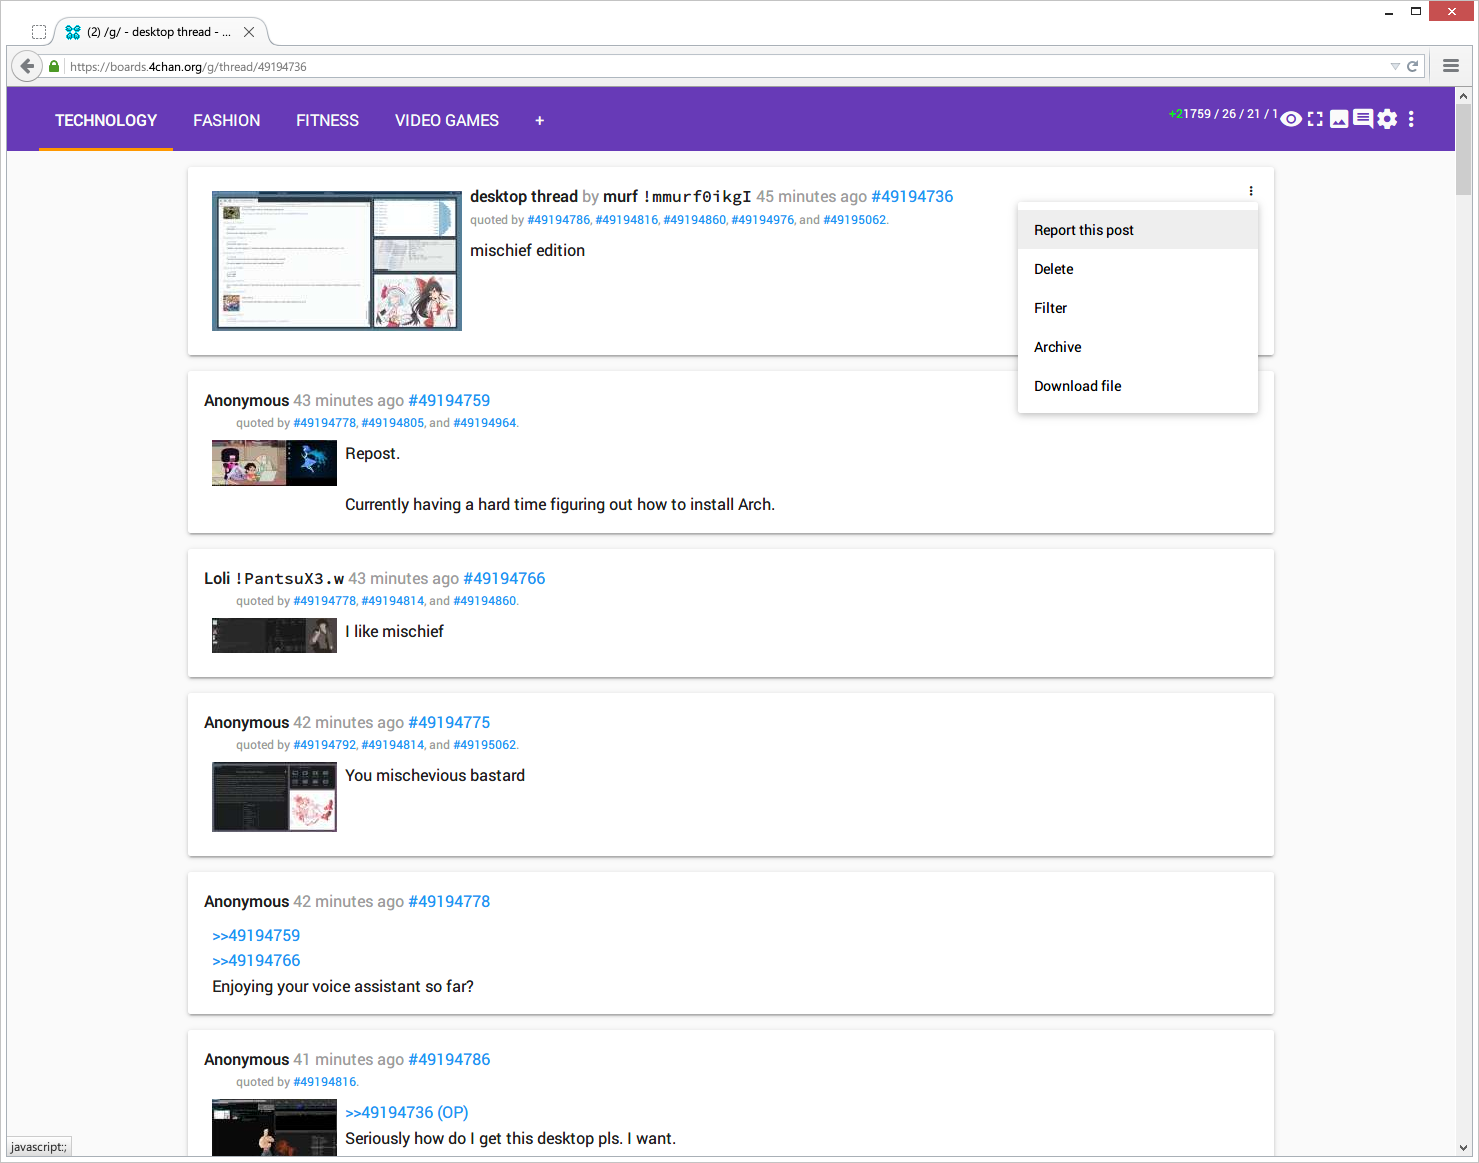 (2) /g/ - desktop thread - ...
https://boards.4chan.org/g/thread/49194736
TECHNOLOGY FASHION FITNESS VIDEO GAMES +
+21759 / 26 / 21 / 1
desktop thread by murf !mmurf0ikgI 45 minutes ago #49194736
quoted by #49194786, #49194816, #49194860, #49194976, and #49195062.
mischief edition
Report this post
Delete
Filter
Archive
Download file
Anonymous 43 minutes ago #49194759
quoted by #49194778, #49194805, and #49194964.
Repost.
Currently having a hard time figuring out how to install Arch.
Loli !PantsuX3.w 43 minutes ago #49194766
quoted by #49194778, #49194814, and #49194860.
I like mischief
Anonymous 42 minutes ago #49194775
quoted by #49194792, #49194814, and #49195062.
You mischevious bastard
Anonymous 42 minutes ago #49194778
>>49194759
>>49194766
Enjoying your voice assistant so far?
Anonymous 41 minutes ago #49194786
quoted by #49194816.
>>49194736 (OP)
Seriously how do I get this desktop pls. I want.
javascript:;